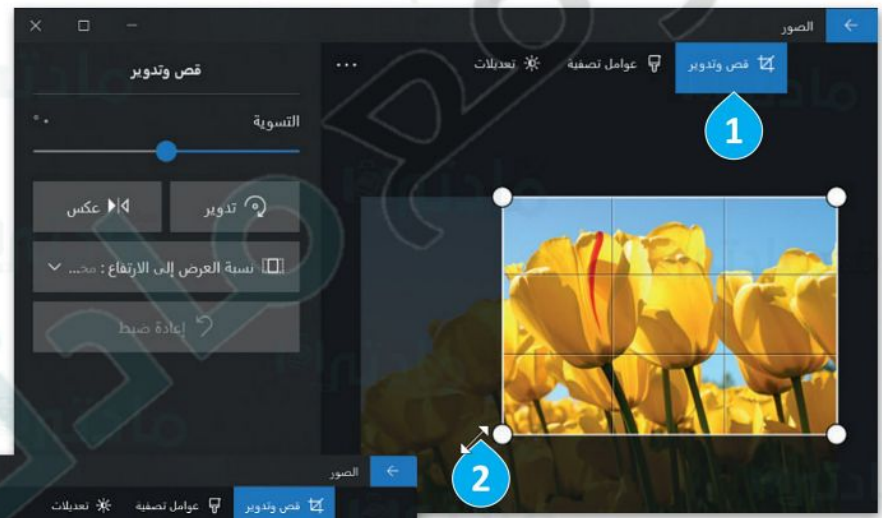 الصور
قص وتدوير
عوامل تصفية
تعديلات
...
قص وتدوير
التسوية
°٠
تدوير
عكس
نسبة العرض إلى الارتفاع : مخـ...
إعادة ضبط
1
2
الصور
قص وتدوير
عوامل تصفية
تعديلات